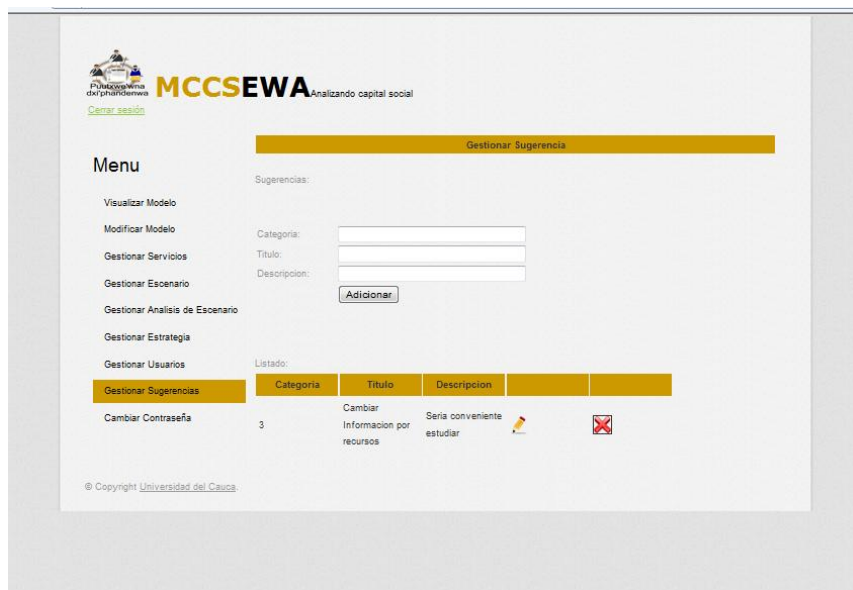 Puutxwe'wna
dxi'phandenwa
MCCSEWA Analizando capital social
Cerrar sesión
Menu
Visualizar Modelo
Modificar Modelo
Gestionar Servicios
Gestionar Escenario
Gestionar Analisis de Escenario
Gestionar Estrategia
Gestionar Usuarios
Gestionar Sugerencias
Cambiar Contraseña
Gestionar Sugerencia
Sugerencias:
Categoria:
Titulo:
Descripcion:
Adicionar
Listado:
Categoria Titulo Descripcion
3
Cambiar
Informacion por
recursos
Seria conveniente
estudiar
© Copyright Universidad del Cauca.